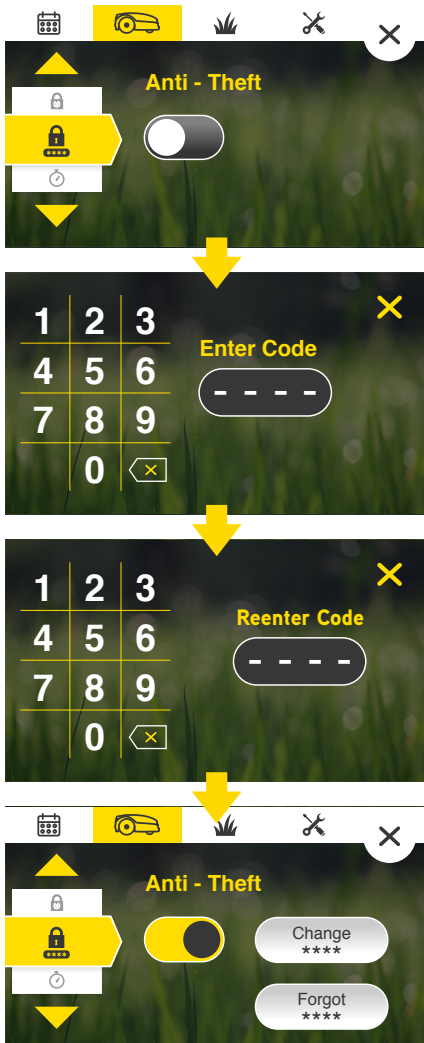 Anti - Theft
****
1 2 3
4 5 6
7 8 9
0
Enter Code
- - - -
1 2 3
4 5 6
7 8 9
0
Reenter Code
- - - -
Anti - Theft
****
Change
****
Forgot
****